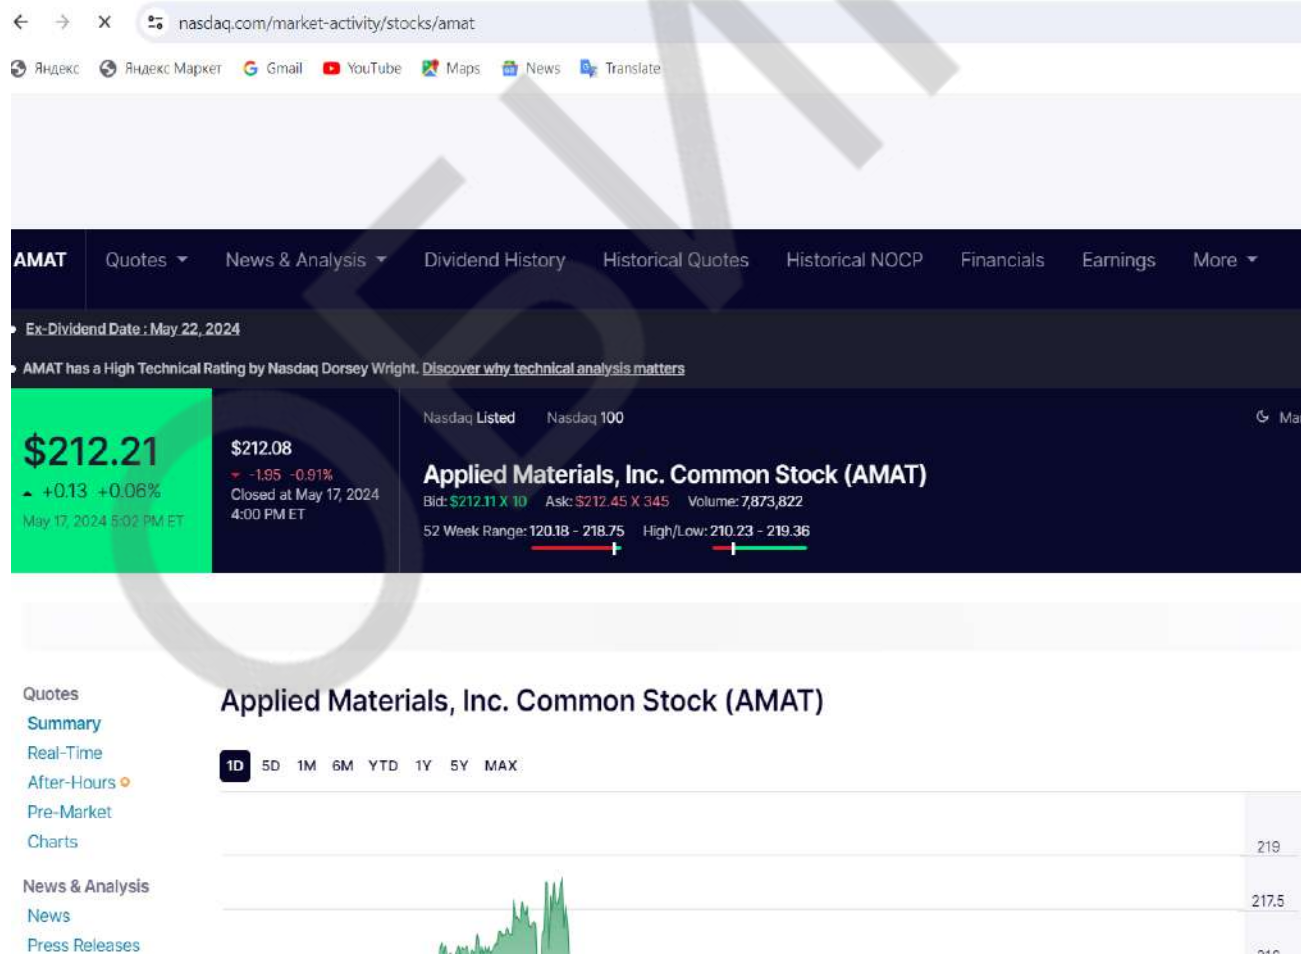 nasdaq.com/market-activity/stocks/amat
Яндекс Яндекс Маркет Gmail YouTube Maps News Translate
AMAT Quotes News & Analysis Dividend History Historical Quotes Historical NOCP Financials Earnings More
Ex-Dividend Date : May 22, 2024
AMAT has a High Technical Rating by Nasdaq Dorsey Wright. Discover why technical analysis matters
Nasdaq Listed Nasdaq 100
$212.21
+0.13 +0.06%
May 17, 2024 5:02 PM ET
$212.08
-1.95 -0.91%
Closed at May 17, 2024
4:00 PM ET
Applied Materials, Inc. Common Stock (AMAT)
Bid: $212.11 X 10 Ask: $212.45 X 345 Volume: 7,873,822
52 Week Range: 120.18 - 218.75 High/Low: 210.23 - 219.36
Quotes
Summary
Real-Time
After-Hours
Pre-Market
Charts
News & Analysis
News
Press Releases
Applied Materials, Inc. Common Stock (AMAT)
1D 5D 1M 6M YTD 1Y 5Y MAX
219
217.5